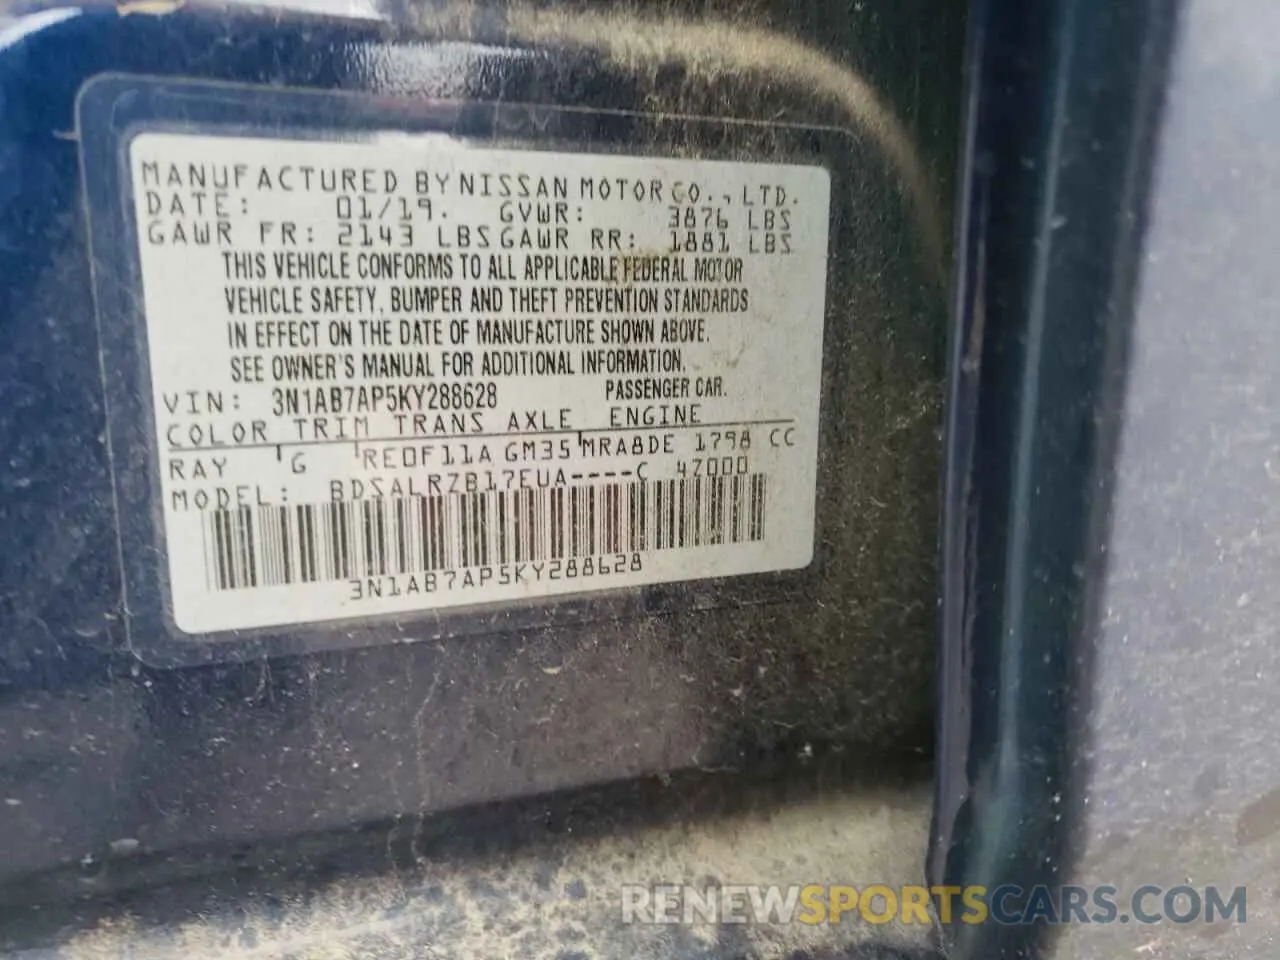 MANUFACTURED BY NISSAN MOTOR CO., LTD.
DATE: 01/19. GVWR: 3876 LBS
GAWR FR: 2143 LBS GAWR RR: 1881 LBS
THIS VEHICLE CONFORMS TO ALL APPLICABLE FEDERAL MOTOR
VEHICLE SAFETY, BUMPER AND THEFT PREVENTION STANDARDS
IN EFFECT ON THE DATE OF MANUFACTURE SHOWN ABOVE.
SEE OWNER'S MANUAL FOR ADDITIONAL INFORMATION.
VIN: 3N1AB7AP5KY288628 PASSENGER CAR.
COLOR TRIM TRANS AXLE ENGINE
RAY G RE0F11A GM35 MRA8DE 1798 CC
MODEL: BDSALRZB17EUA----C 4Z000
3N1AB7AP5KY288628
RENEWSPORTSCARS.COM